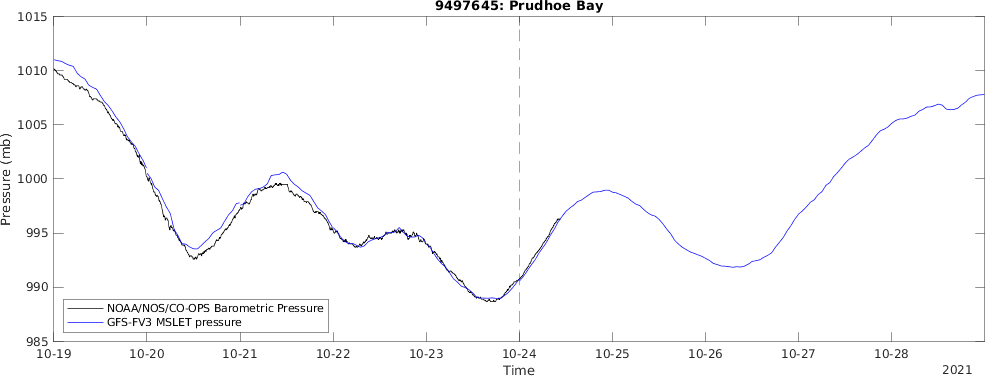 9497645: Prudhoe Bay
1015
1010
1005
1000
995
990
985
Pressure (mb)
NOAA/NOS/CO-OPS Barometric Pressure
GFS-FV3 MSLET pressure
10-19 10-20 10-21 10-22 10-23 10-24 10-25 10-26 10-27 10-28
Time
2021